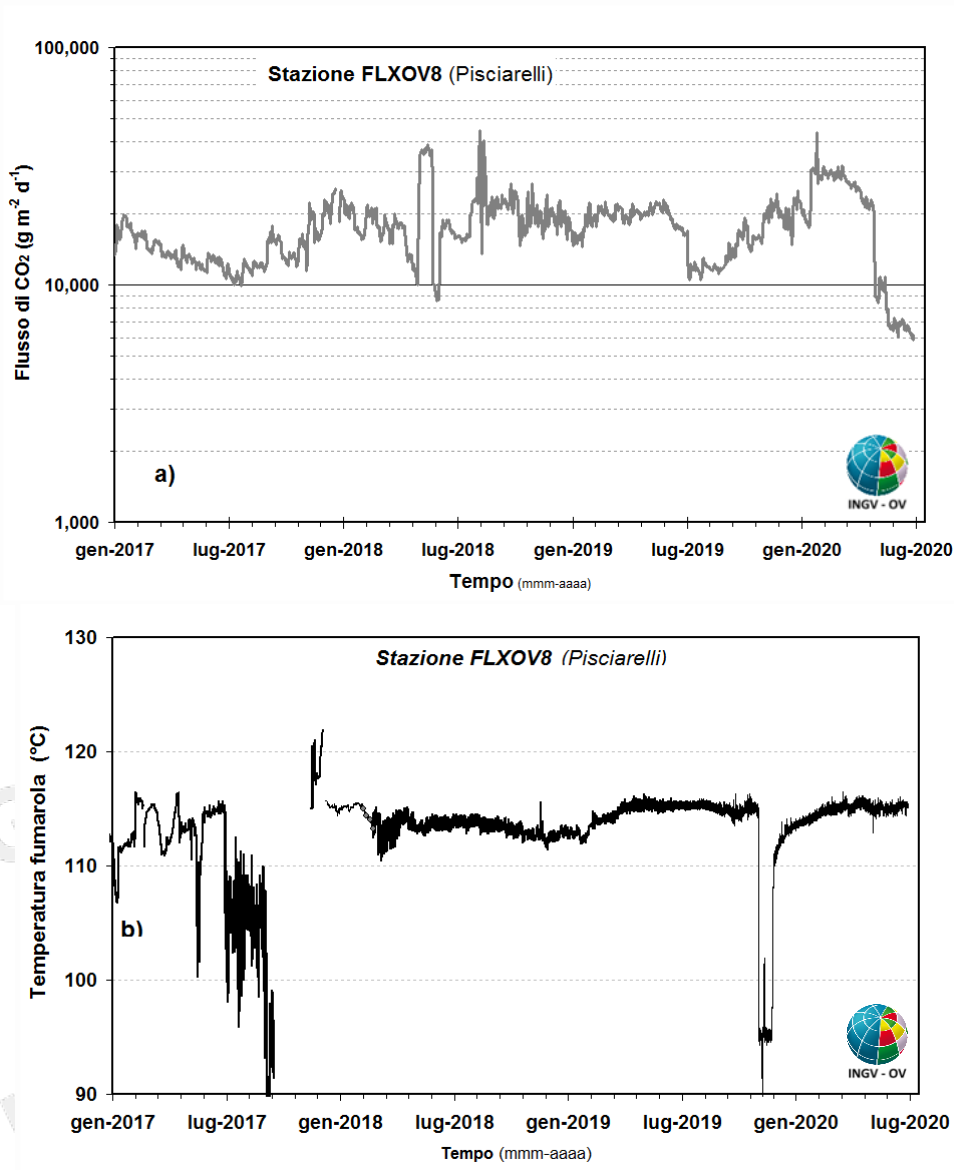 100,000
Stazione FLXOV8 (Pisciarelli)
Flusso di CO₂ (g m⁻² d⁻¹)
10,000
a)
INGV - OV
1,000
gen-2017 lug-2017 gen-2018 lug-2018 gen-2019 lug-2019 gen-2020 lug-2020
Tempo (mmm-aaaa)
130
Stazione FLXOV8 (Pisciarelli)
Temperatura fumarola (°C)
120
110
b)
100
INGV - OV
90
gen-2017 lug-2017 gen-2018 lug-2018 gen-2019 lug-2019 gen-2020 lug-2020
Tempo (mmm-aaaa)